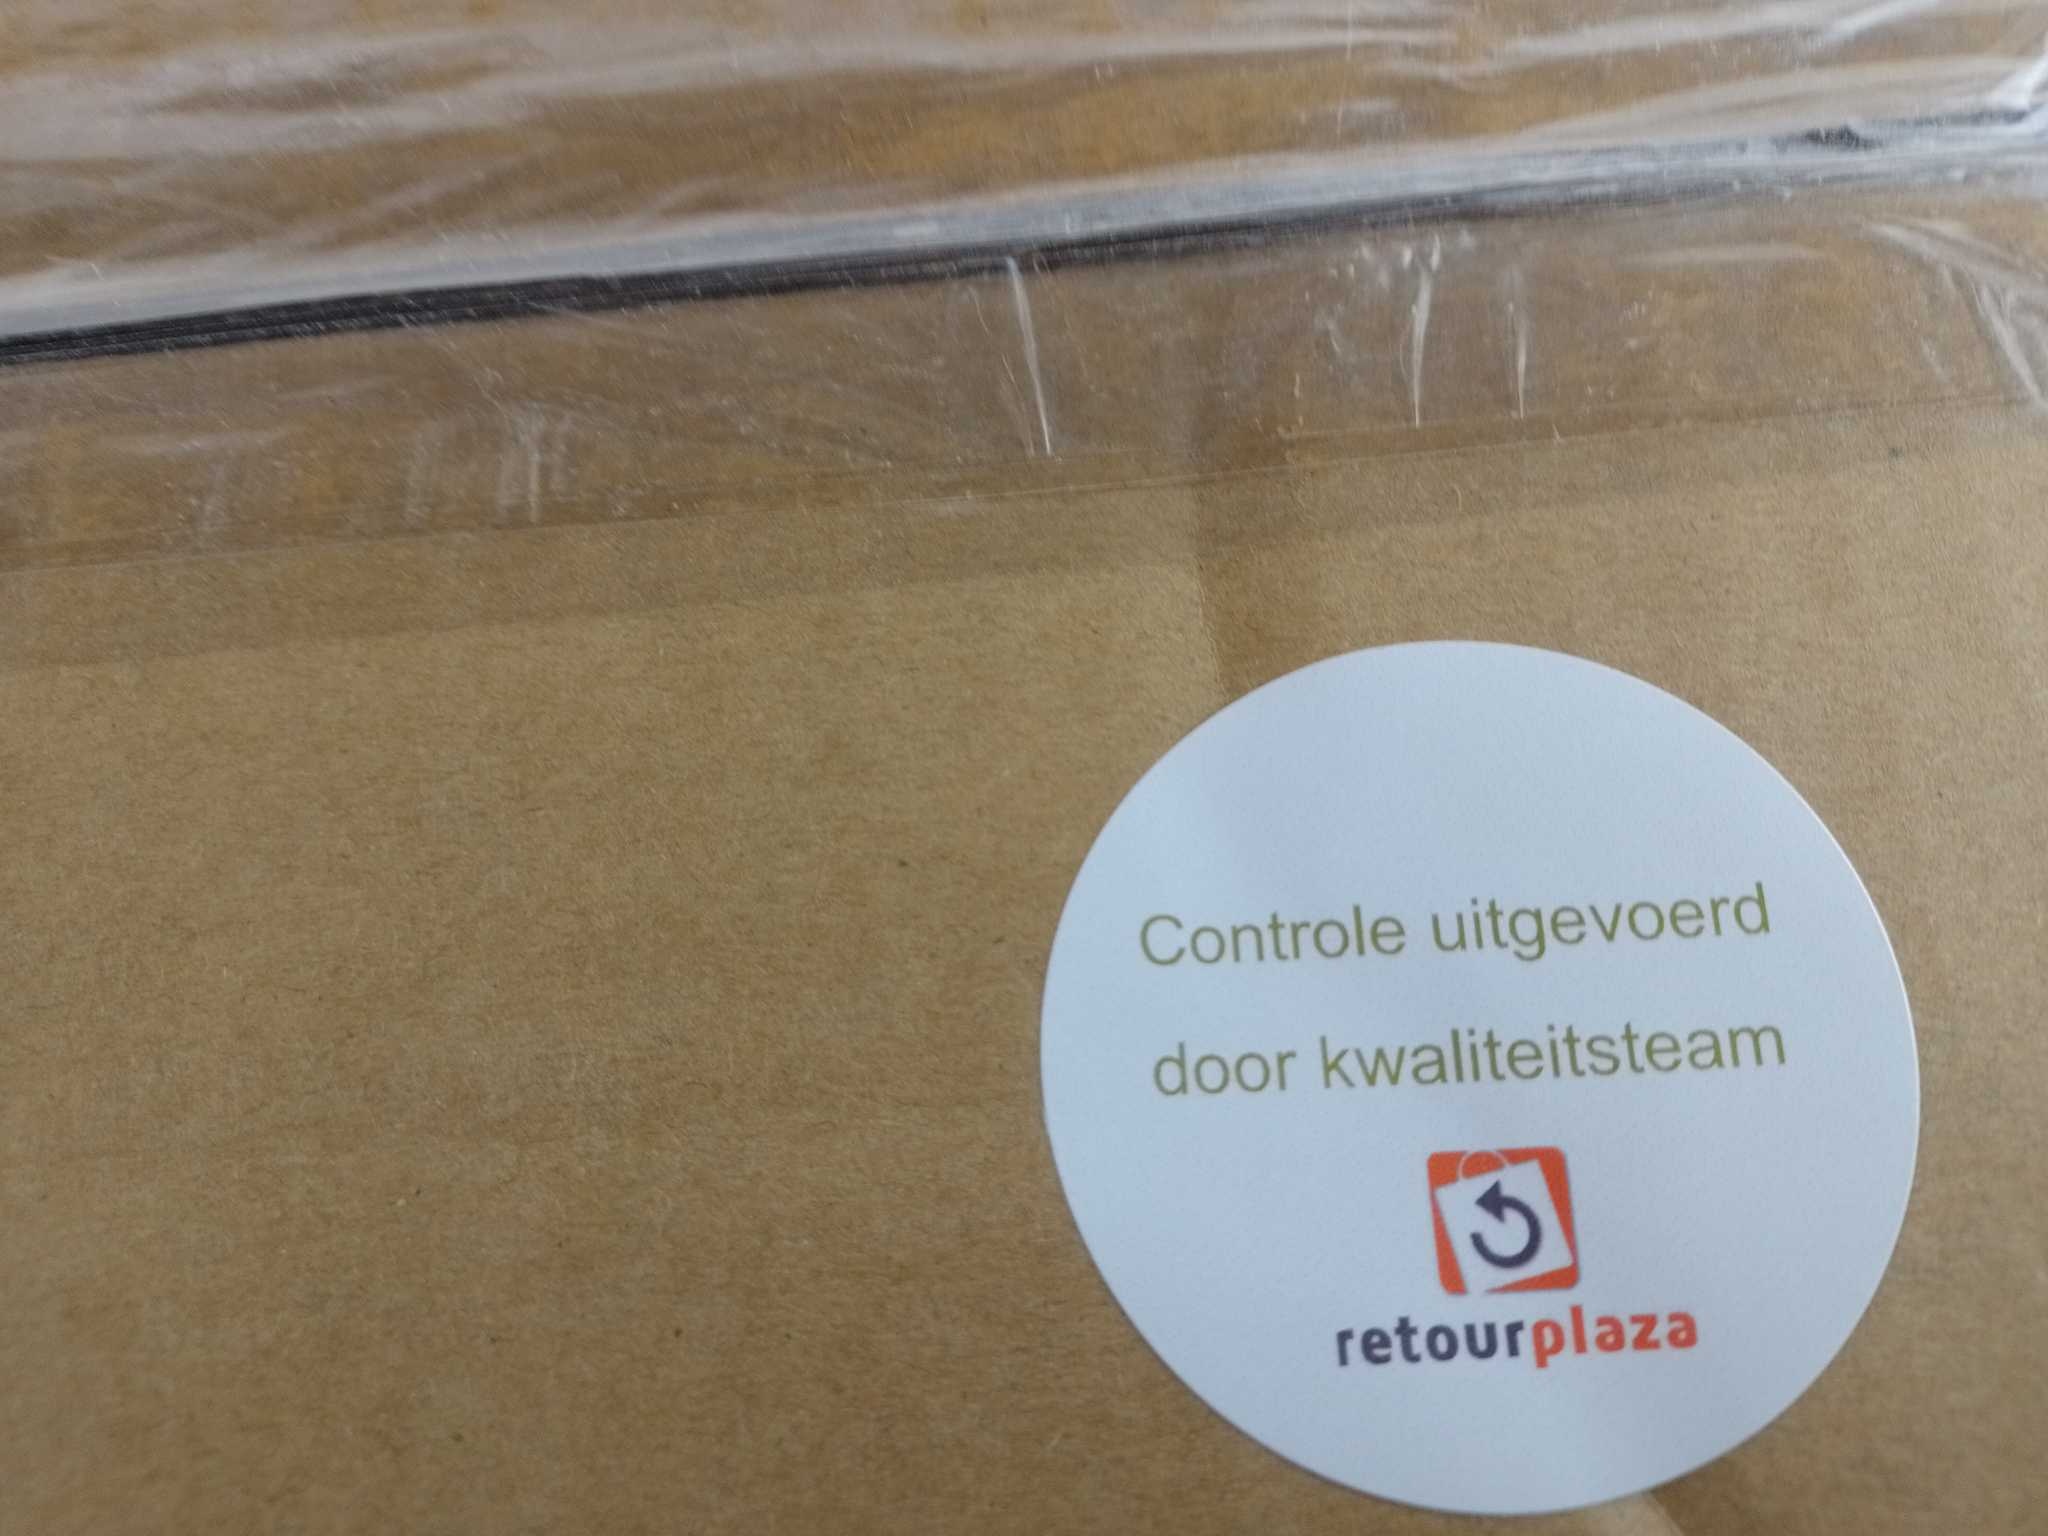 Controle uitgevoerd
door kwaliteitsteam
retourplaza